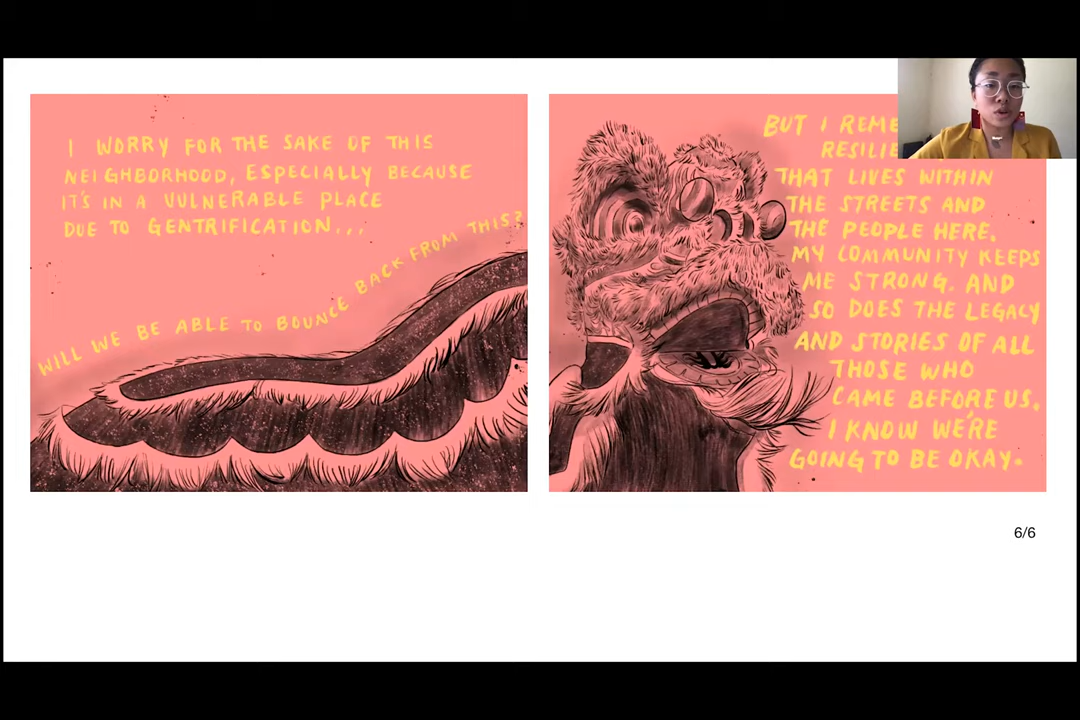 I WORRY FOR THE SAKE OF THIS
NEIGHBORHOOD, ESPECIALLY BECAUSE
IT'S IN A VULNERABLE PLACE
DUE TO GENTRIFICATION...
WILL WE BE ABLE TO BOUNCE BACK FROM THIS?
BUT I
THAT LIVES WITHIN
THE STREETS AND
THE PEOPLE HERE.
MY COMMUNITY KEEPS
ME STRONG. AND
SO DOES THE LEGACY
AND STORIES OF ALL
THOSE WHO
CAME BEFORE US.
I KNOW WE'RE
GOING TO BE OKAY.
6/6